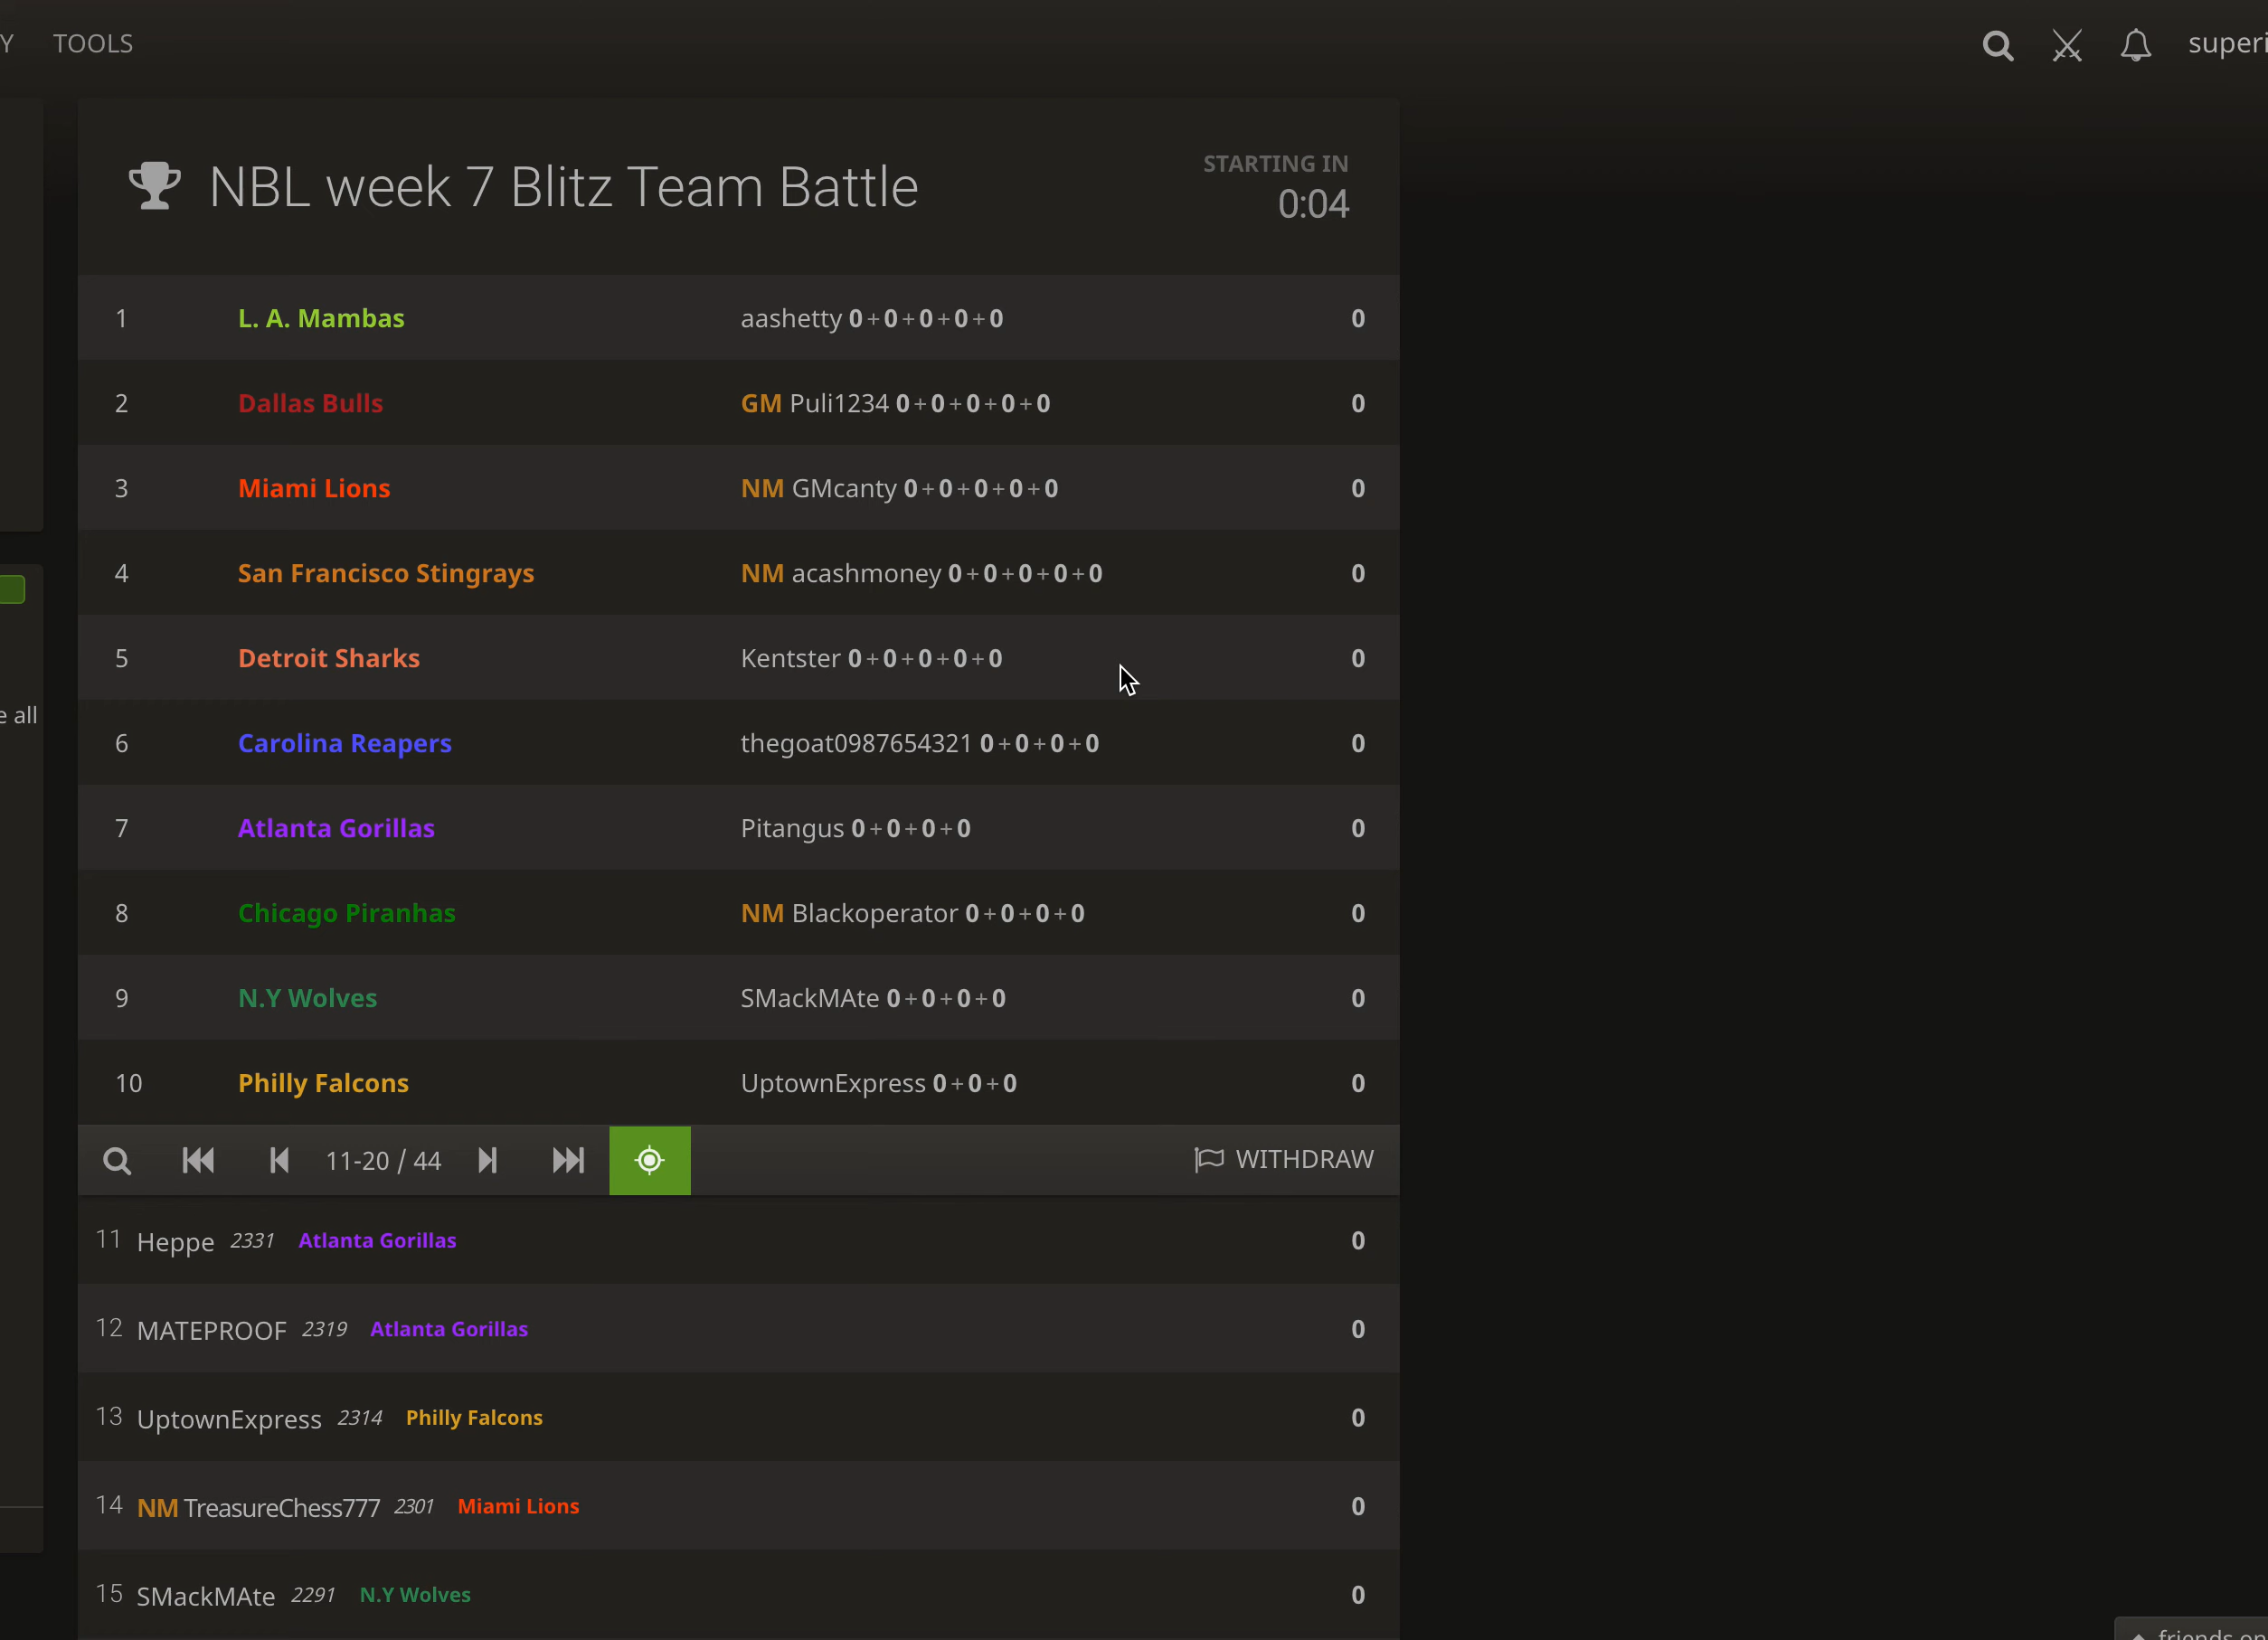 Y TOOLS superi
NBL week 7 Blitz Team Battle
STARTING IN
0:04
1 L. A. Mambas aashetty 0+0+0+0+0 0
2 Dallas Bulls GM Puli1234 0+0+0+0+0 0
3 Miami Lions NM GMcanty 0+0+0+0+0 0
4 San Francisco Stingrays NM acashmoney 0+0+0+0+0 0
5 Detroit Sharks Kentster 0+0+0+0+0 0
e all
6 Carolina Reapers thegoat0987654321 0+0+0+0 0
7 Atlanta Gorillas Pitangus 0+0+0+0 0
8 Chicago Piranhas NM Blackoperator 0+0+0+0 0
9 N.Y Wolves SMackMAte 0+0+0+0 0
10 Philly Falcons UptownExpress 0+0+0 0
11-20 / 44 WITHDRAW
11 Heppe 2331 Atlanta Gorillas 0
12 MATEPROOF 2319 Atlanta Gorillas 0
13 UptownExpress 2314 Philly Falcons 0
14 NM TreasureChess777 2301 Miami Lions 0
15 SMackMAte 2291 N.Y Wolves 0
friends on